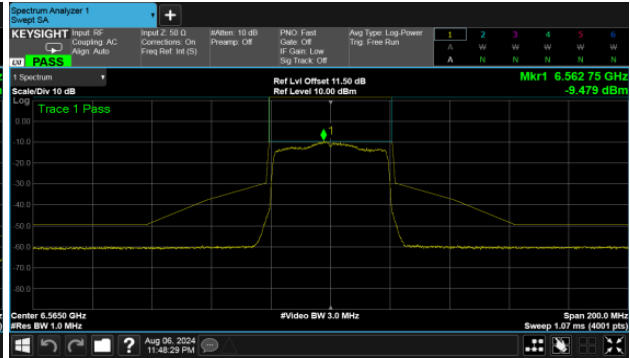 Spectrum Analyzer 1
Swept SA
+
KEYSIGHT
EXT PASS
Input: RF
Coupling: AC
Align: Auto
Input Z: 50 Ω
Corrections: On
Freq Ref: Int (S)
#Atten: 10 dB
Preamp: Off
PNO: Fast
Gate: Off
IF Gain: Low
Sig Track: Off
Avg Type: Log-Power
Trig: Free Run
1 2 3 4 5 6
A W W W W W
A N N N N N
1 Spectrum
Scale/Div 10 dB
Ref Lvl Offset 11.50 dB
Ref Level 10.00 dBm
Mkr1 6.562 75 GHz
-9.479 dBm
Log
Trace 1 Pass
1
0.00
-10.0
-20.0
-30.0
-40.0
-50.0
-60.0
-70.0
-80.0
Center 6.5650 GHz
#Res BW 1.0 MHz
#Video BW 3.0 MHz
Span 200.0 MHz
Sweep 1.07 ms (4001 pts)
?
Aug 06, 2024
11:48:29 PM